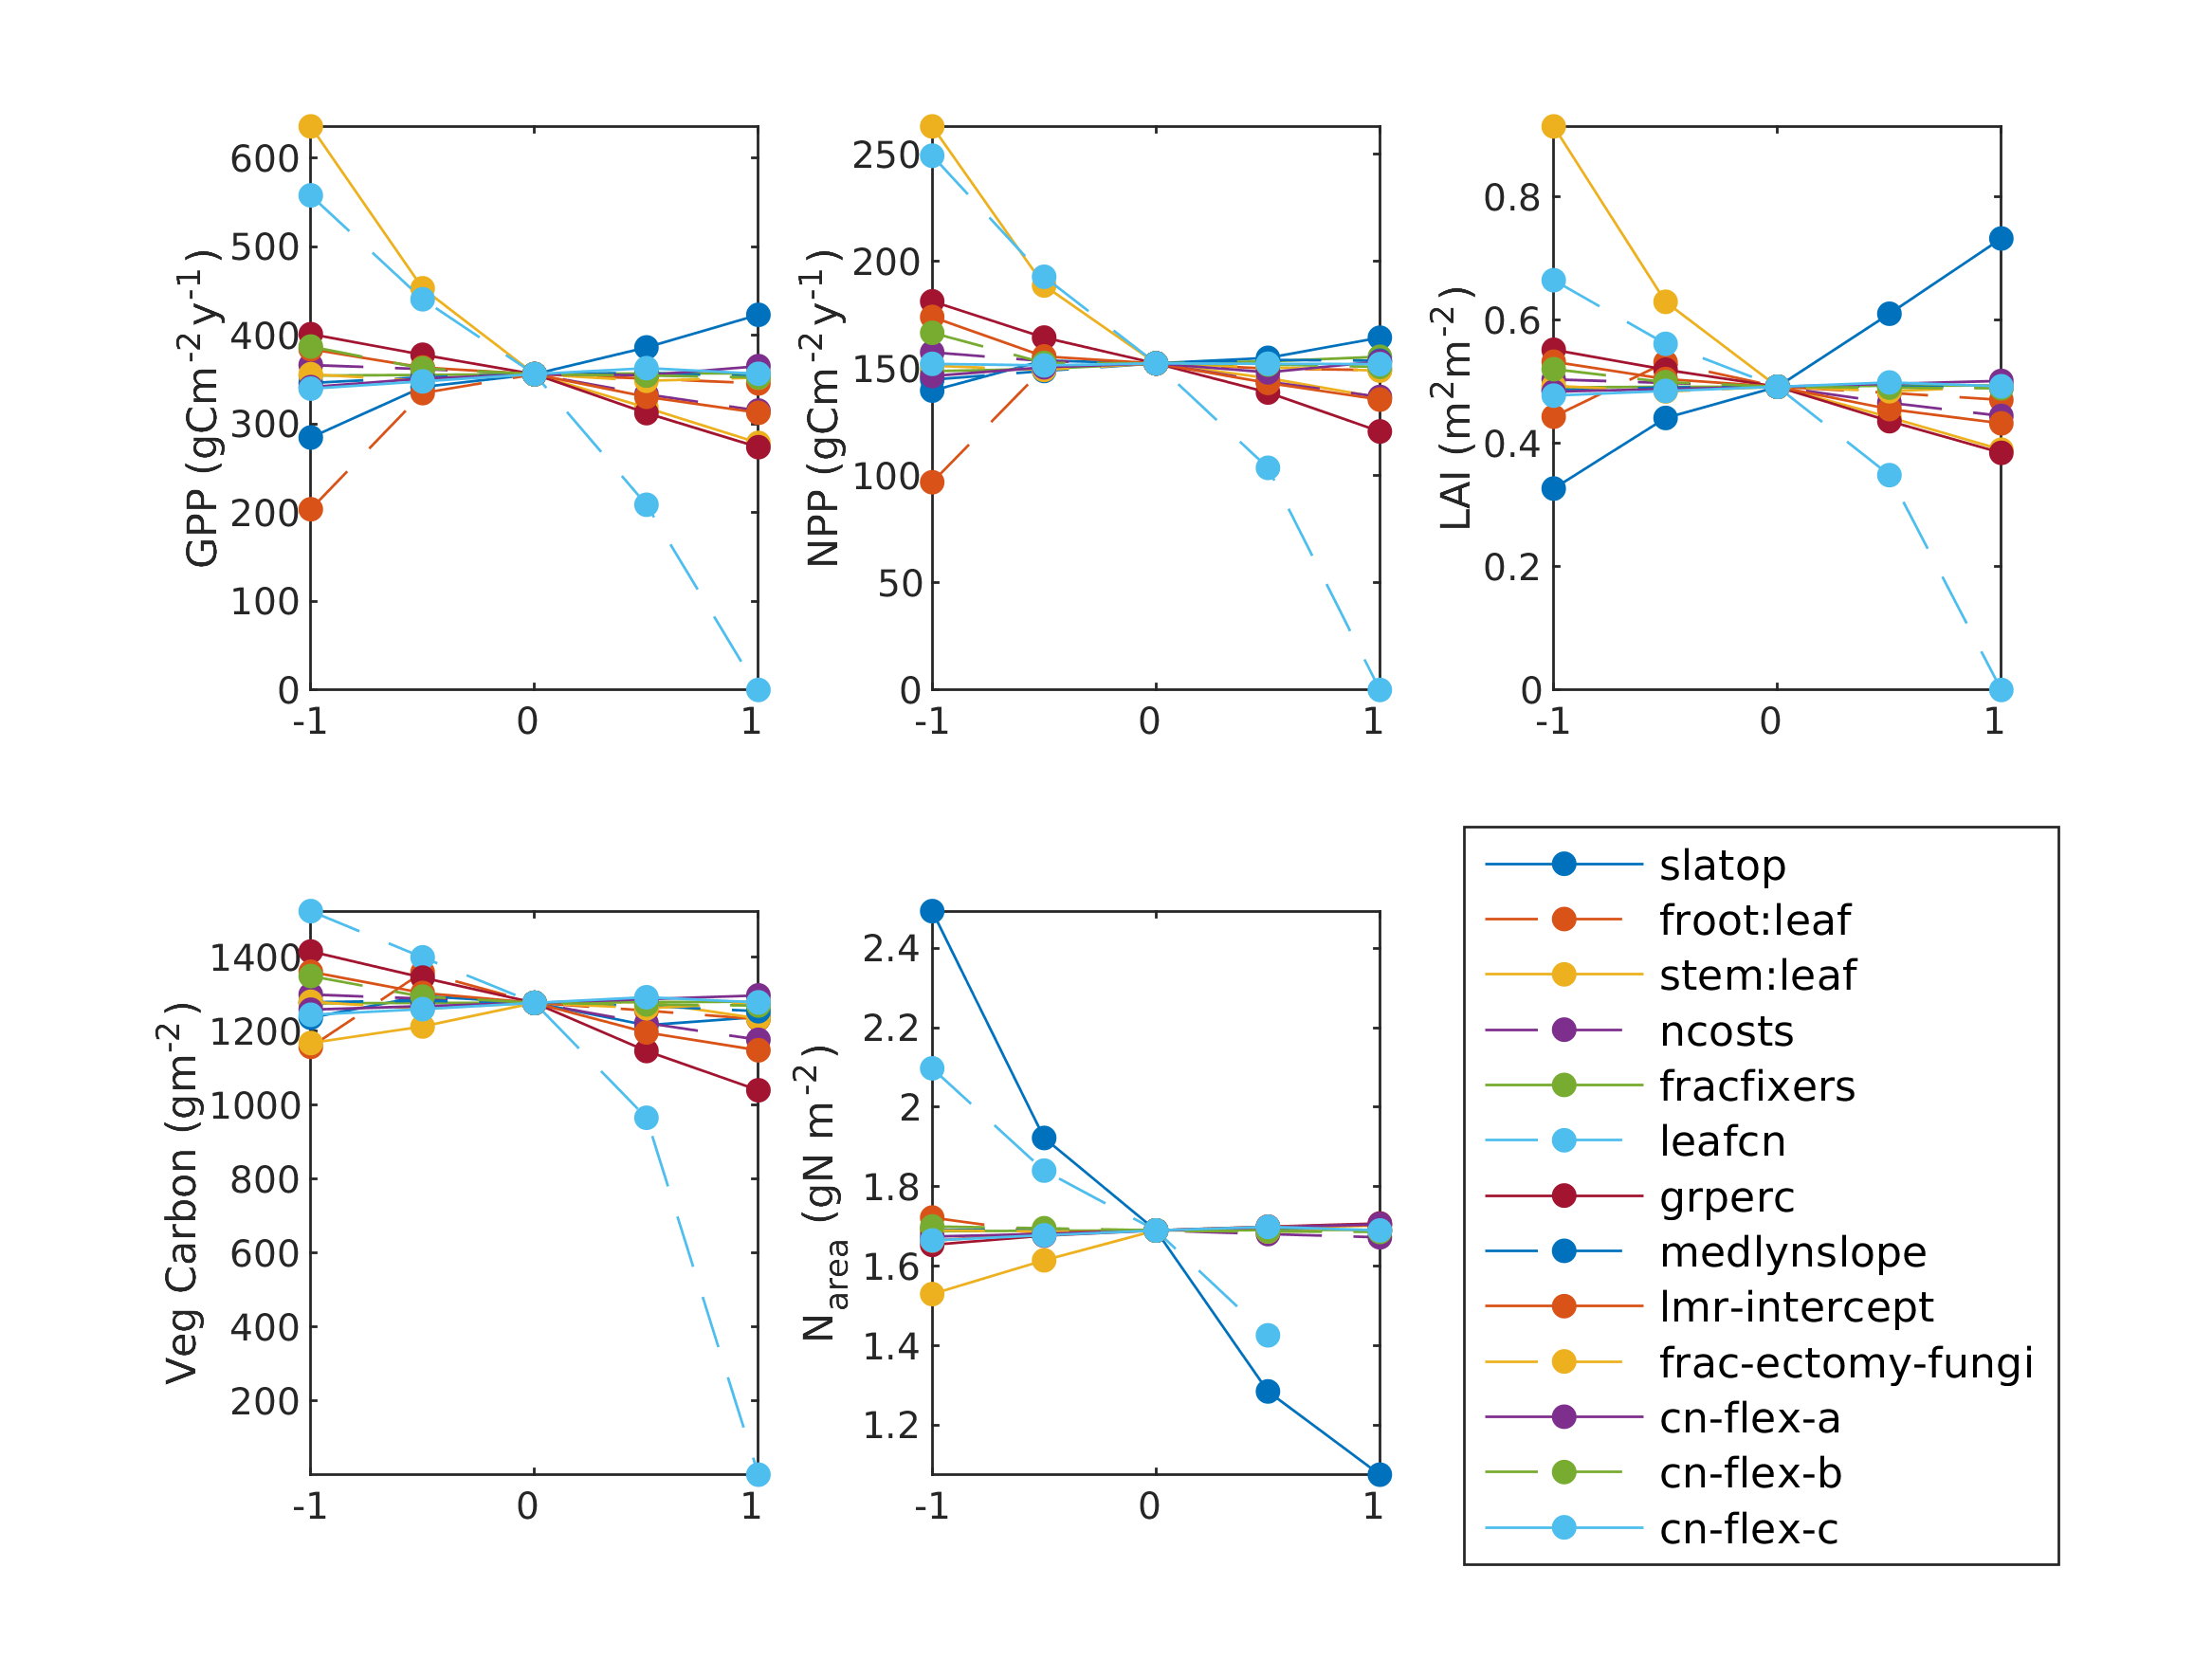 GPP (gCm⁻² y⁻¹)
600
500
400
300
200
100
0
-1 0 1
NPP (gCm⁻² y⁻¹)
250
200
150
100
50
0
-1 0 1
LAI (m²m⁻²)
0.8
0.6
0.4
0.2
0
-1 0 1
Veg Carbon (gm⁻²)
1400
1200
1000
800
600
400
200
-1 0 1
N area (gN m⁻²)
2.4
2.2
2
1.8
1.6
1.4
1.2
-1 0 1
slatop
froot:leaf
stem:leaf
ncosts
fracfixers
leafcn
grperc
medlynslope
lmr-intercept
frac-ectomy-fungi
cn-flex-a
cn-flex-b
cn-flex-c